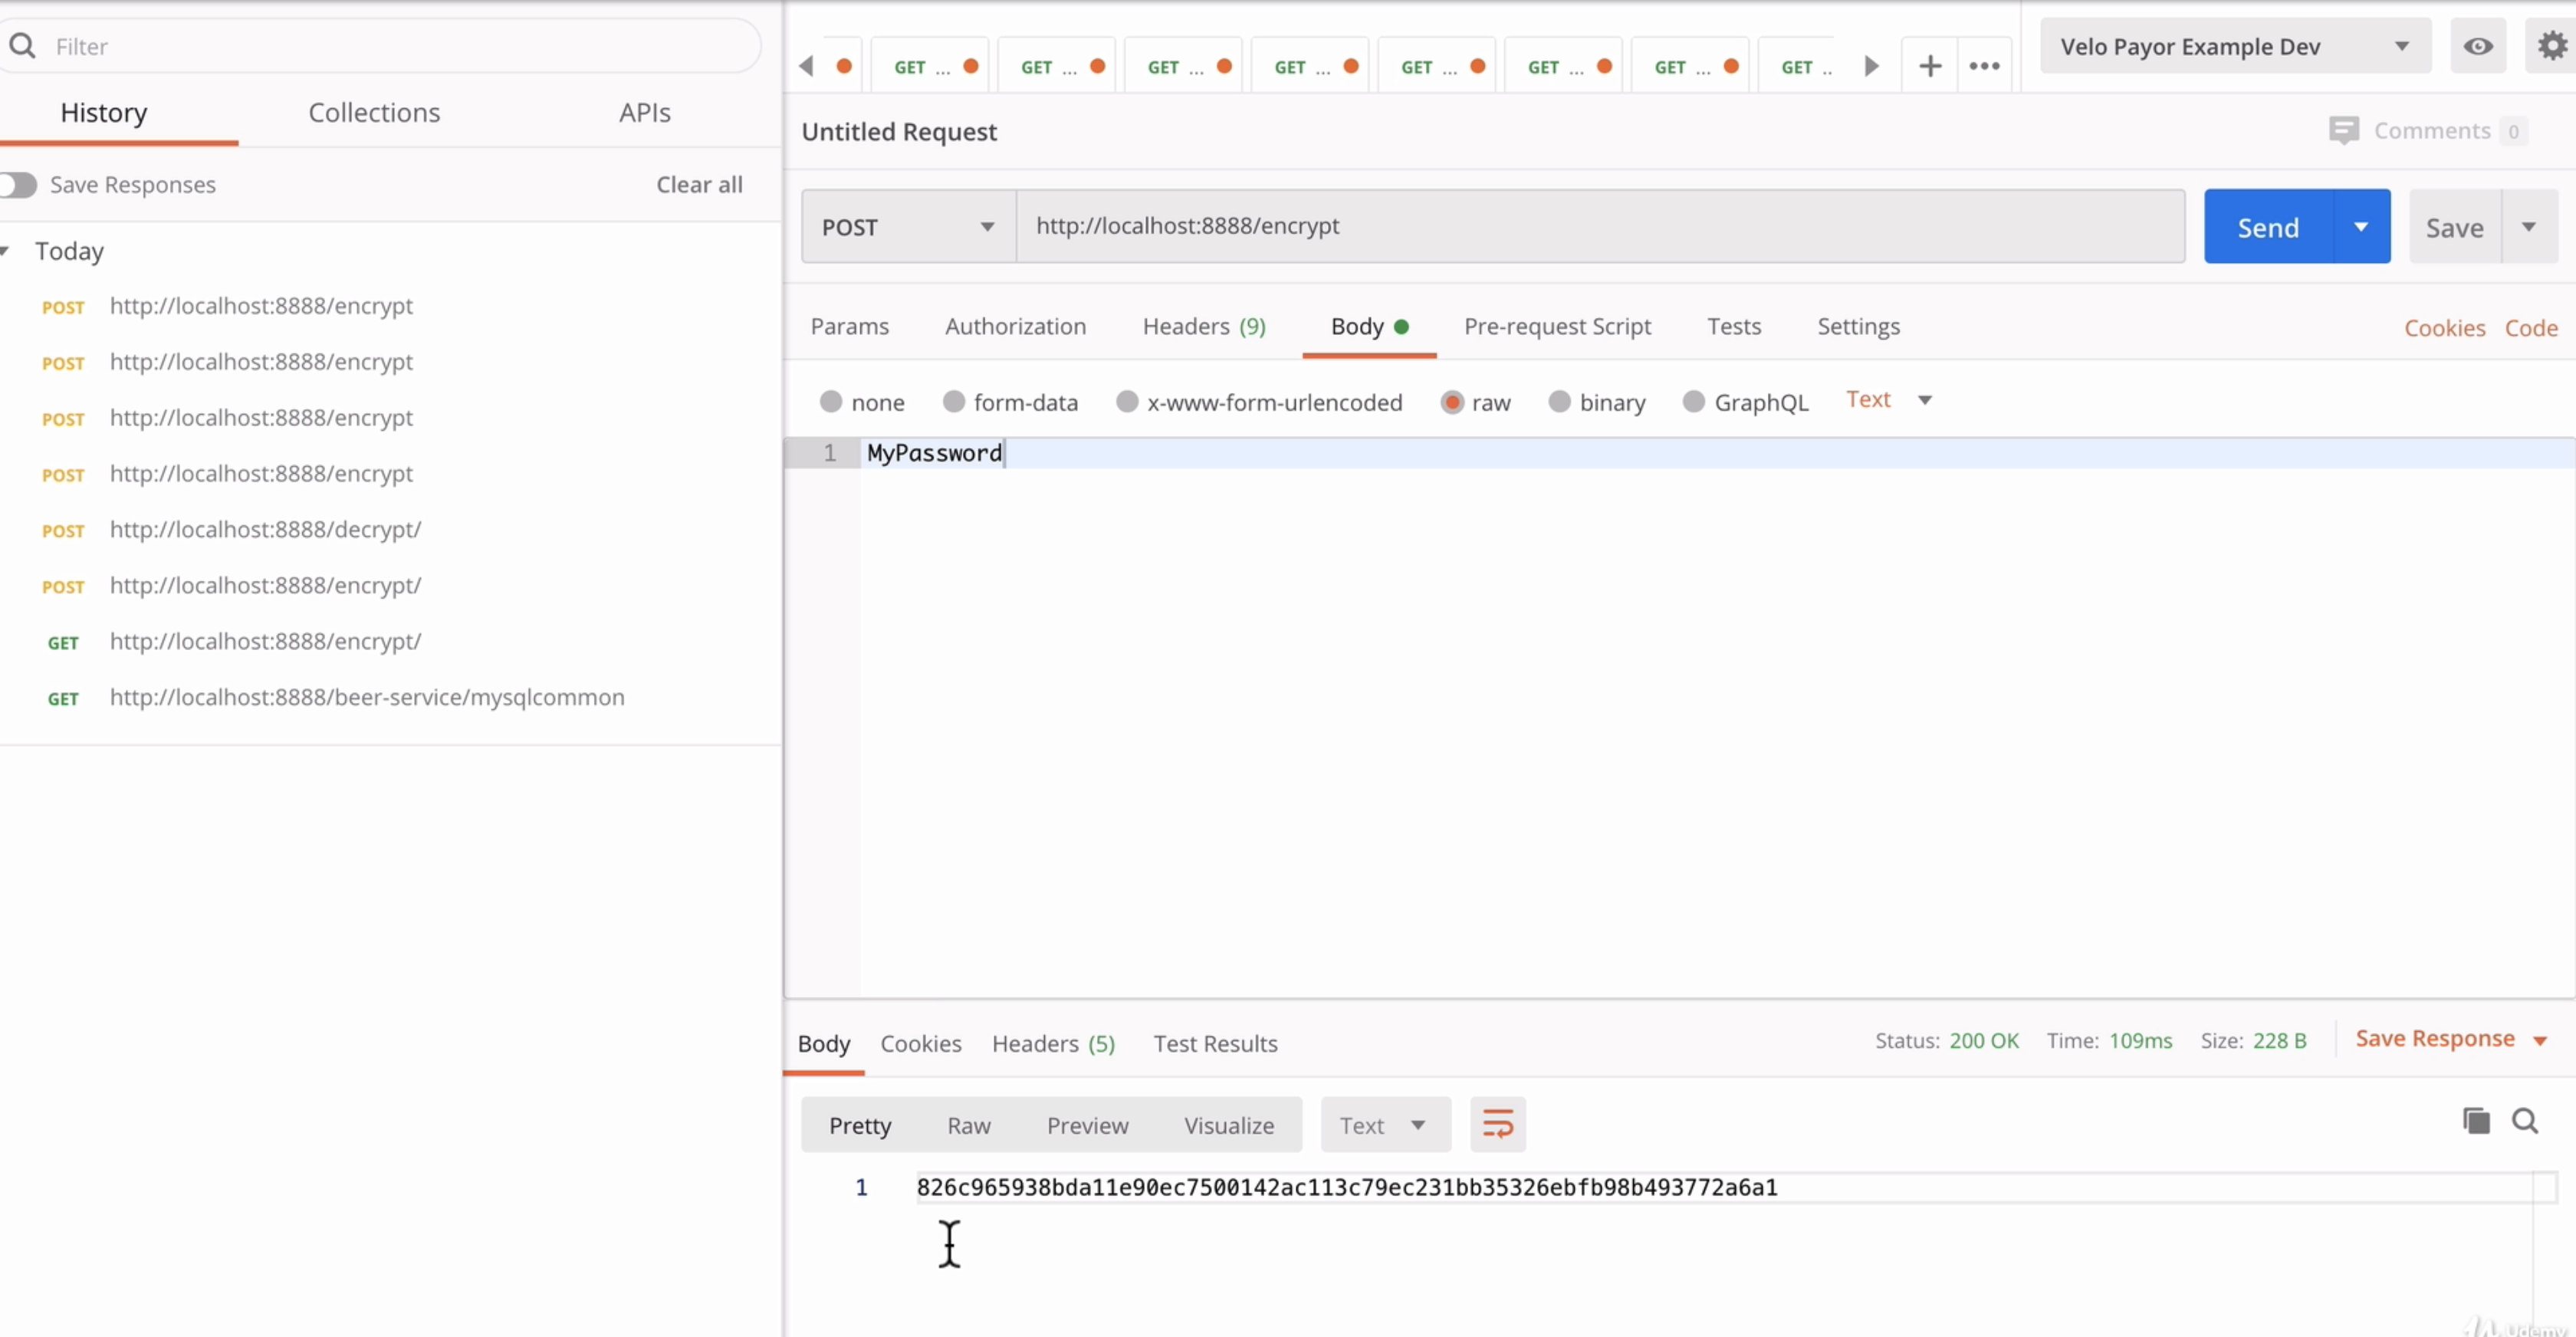 Filter
History Collections APIs
Save Responses Clear all
Today
POST http://localhost:8888/encrypt
POST http://localhost:8888/encrypt
POST http://localhost:8888/encrypt
POST http://localhost:8888/encrypt
POST http://localhost:8888/decrypt/
POST http://localhost:8888/encrypt/
GET http://localhost:8888/encrypt/
GET http://localhost:8888/beer-service/mysqlcommon
GET ... GET ... GET ... GET ... GET ... GET ... GET ... GET ..
Velo Payor Example Dev
Untitled Request Comments 0
POST http://localhost:8888/encrypt Send Save
Params Authorization Headers (9) Body Pre-request Script Tests Settings Cookies Code
none form-data x-www-form-urlencoded raw binary GraphQL Text
1 MyPassword
Body Cookies Headers (5) Test Results Status: 200 OK Time: 109ms Size: 228 B Save Response
Pretty Raw Preview Visualize Text
1 826c965938bda11e90ec7500142ac113c79ec231bb35326ebfb98b493772a6a1
Udemy